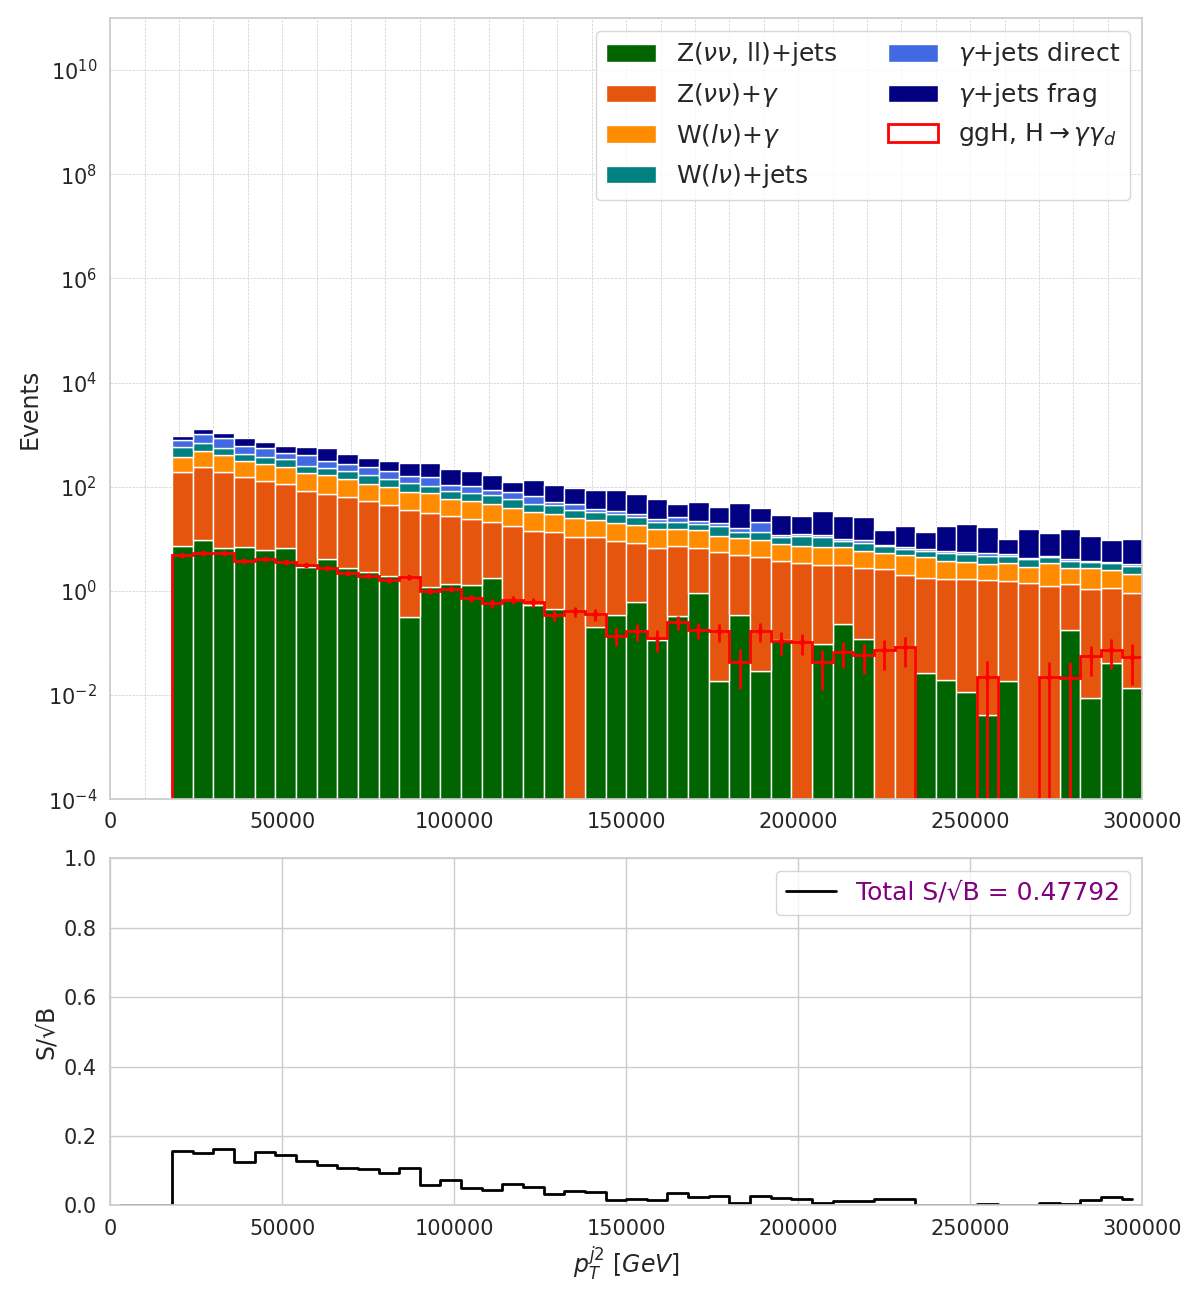 Z(νν, ll)+jets
Z(νν)+γ
W(lν)+γ
W(lν)+jets
γ+jets direct
γ+jets frag
ggH, H→γγ_d
Events
10^10
10^8
10^6
10^4
10^2
10^0
10^−2
10^−4
0 50000 100000 150000 200000 250000 300000
Total S/√B = 0.47792
S/√B
1.0
0.8
0.6
0.4
0.2
0.0
0 50000 100000 150000 200000 250000 300000
p_T^j2 [GeV]